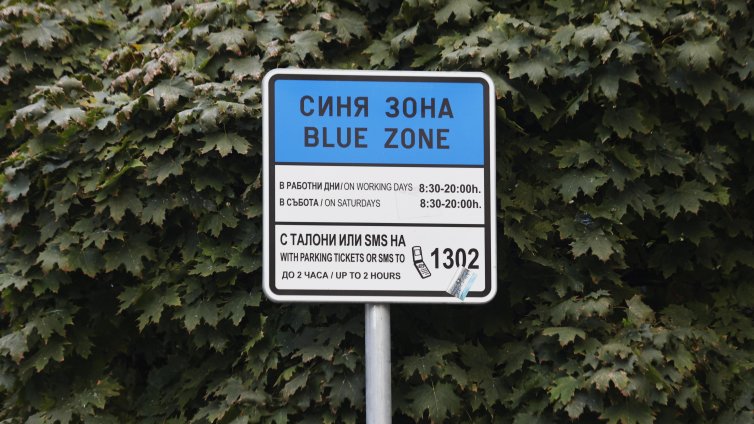 СИНЯ ЗОНА
BLUE ZONE
В РАБОТНИ ДНИ / ON WORKING DAYS 8:30-20:00h.
В СЪБОТА / ON SATURDAYS 8:30-20:00h.
С ТАЛОНИ ИЛИ SMS НА
WITH PARKING TICKETS OR SMS TO 1302
ДО 2 ЧАСА / UP TO 2 HOURS